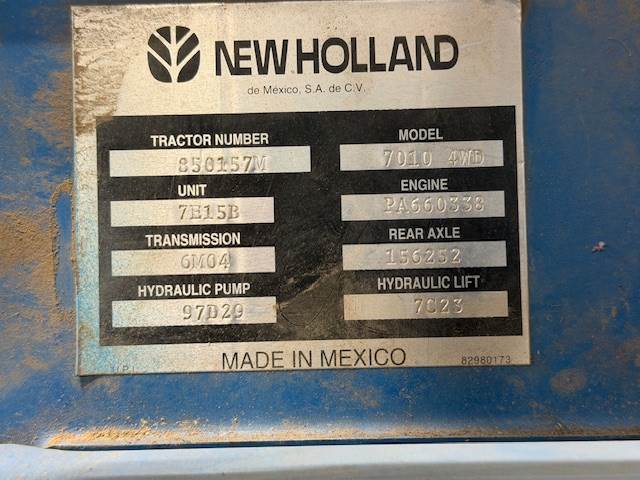 NEW HOLLAND
de México, S.A. de C.V.
TRACTOR NUMBER MODEL
850157M 7010 4WD
UNIT ENGINE
7E15B PA660338
TRANSMISSION REAR AXLE
6M04 156252
HYDRAULIC PUMP HYDRAULIC LIFT
97D29 7C23
MADE IN MEXICO 82980173